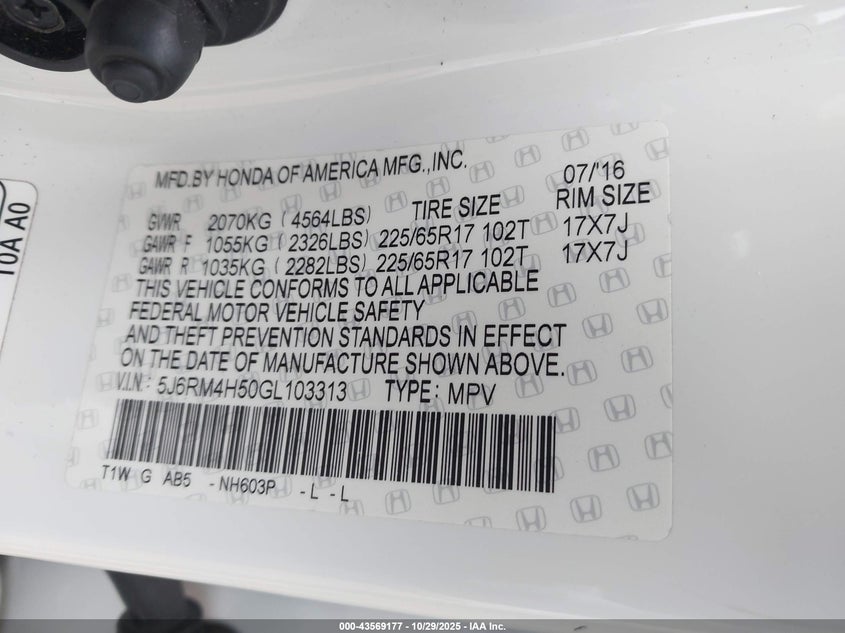 MFD.BY HONDA OF AMERICA MFG.,INC. 07/'16
GVWR 2070KG ( 4564LBS) TIRE SIZE RIM SIZE
GAWR F 1055KG ( 2326LBS) 225/65R17 102T 17X7J
GAWR R 1035KG ( 2282LBS) 225/65R17 102T 17X7J
THIS VEHICLE CONFORMS TO ALL APPLICABLE
FEDERAL MOTOR VEHICLE SAFETY
AND THEFT PREVENTION STANDARDS IN EFFECT
ON THE DATE OF MANUFACTURE SHOWN ABOVE.
V.I.N.: 5J6RM4H50GL103313 TYPE: MPV
T1W G AB5 -NH603P -L -L
10A A0
000-43569177 - 10/29/2025 - IAA Inc.